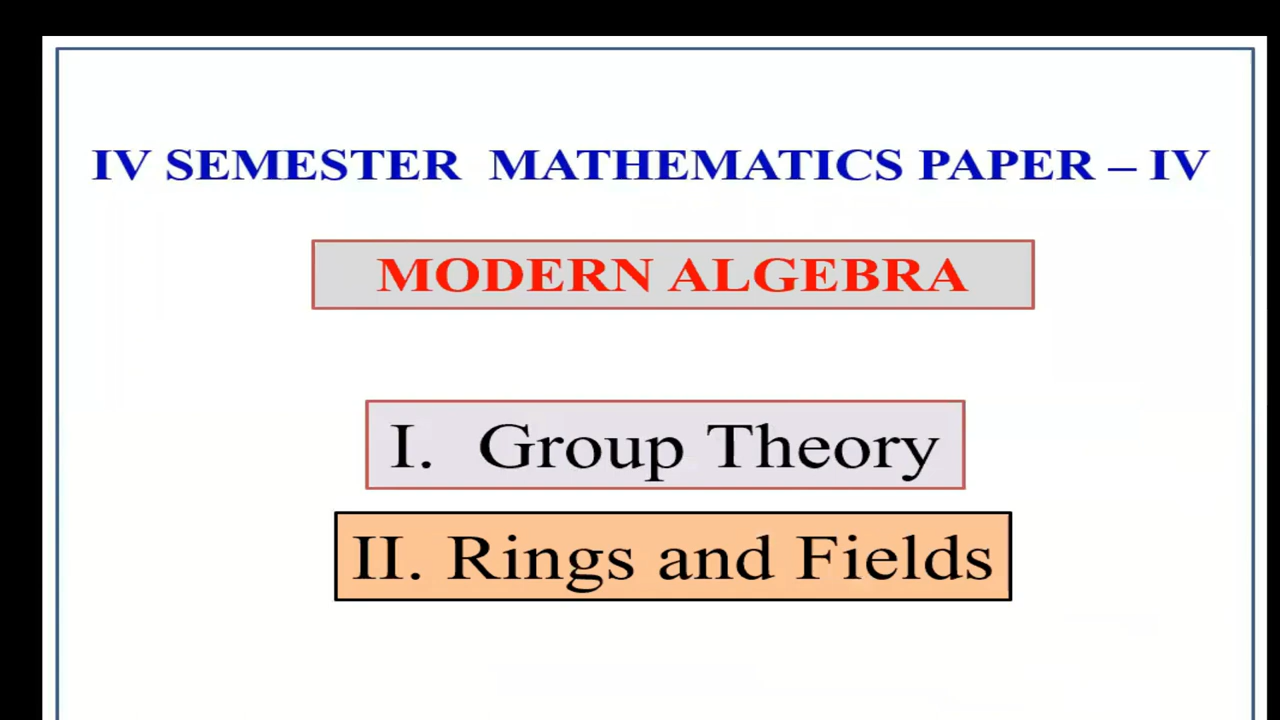 IV SEMESTER MATHEMATICS PAPER – IV
MODERN ALGEBRA
I. Group Theory
II. Rings and Fields